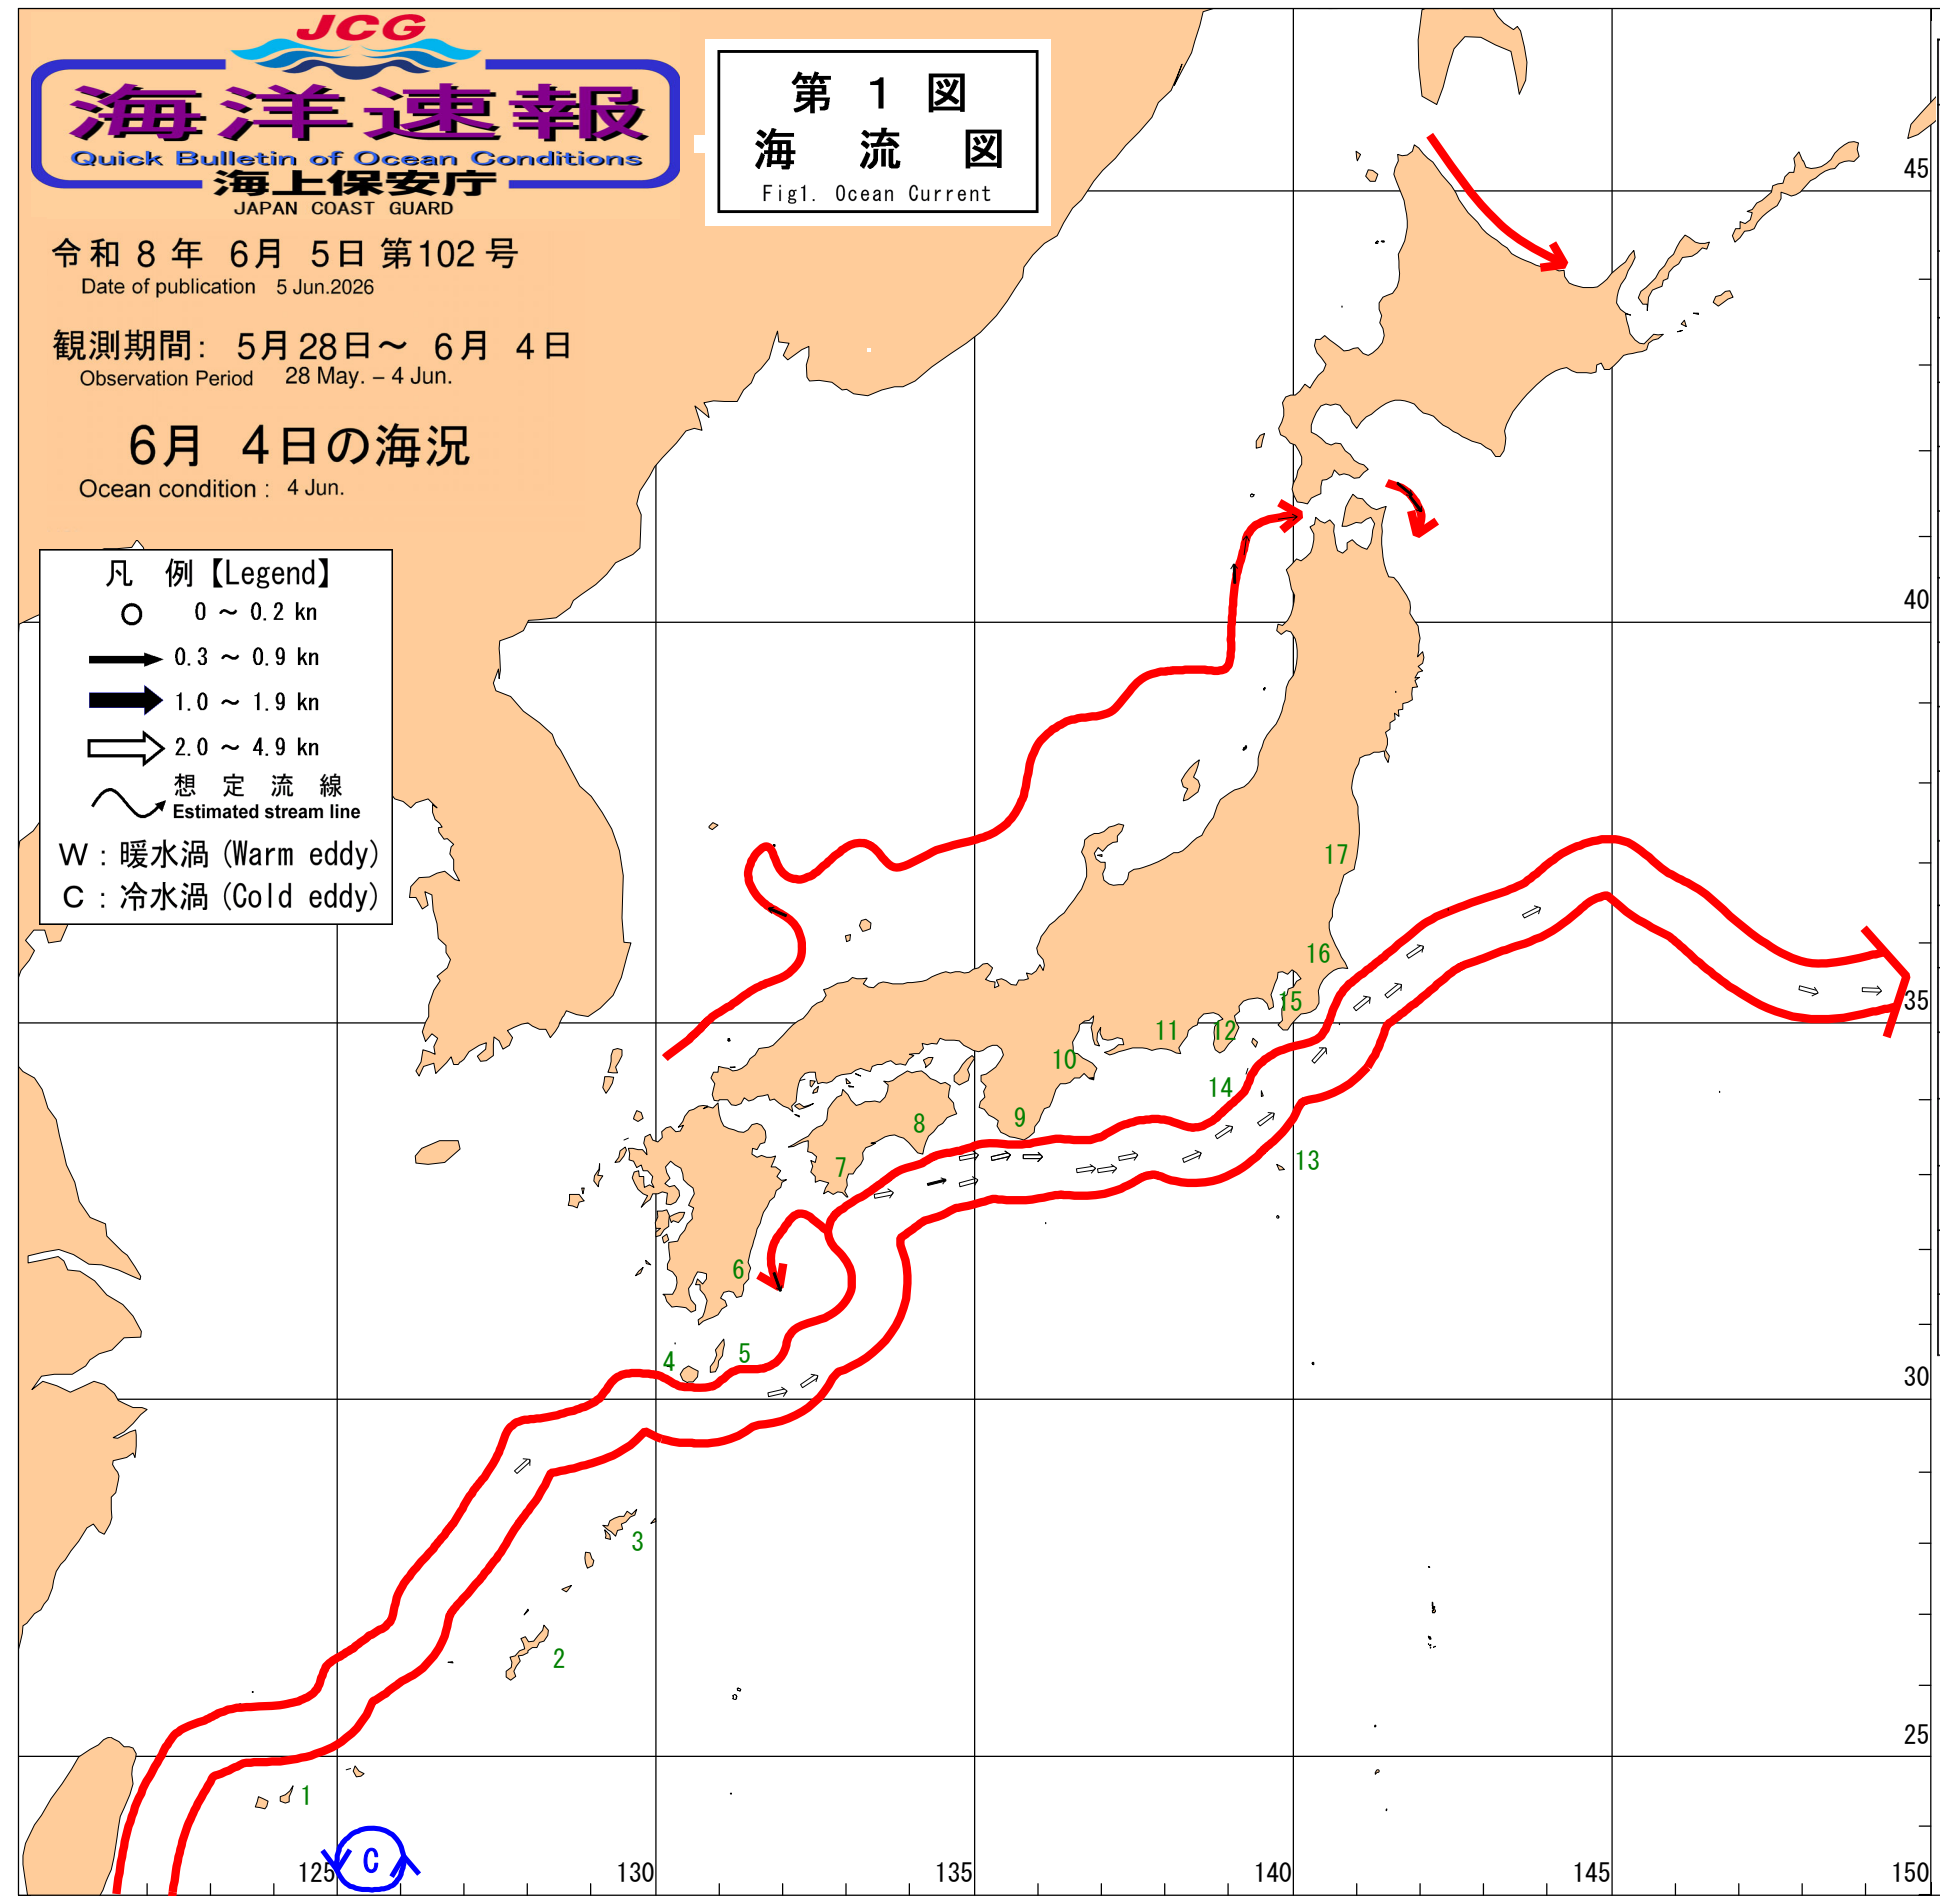 JCG
海洋速報
Quick Bulletin of Ocean Conditions
海上保安庁
JAPAN COAST GUARD
令和 8 年 6月 5日 第102号
Date of publication 5 Jun.2026
観測期間: 5月28日～ 6月 4日
Observation Period 28 May. – 4 Jun.
6月 4日の海況
Ocean condition : 4 Jun.
第 1 図
海 流 図
Fig1. Ocean Current
凡 例【Legend】
0 ～ 0.2 kn
0.3 ～ 0.9 kn
1.0 ～ 1.9 kn
2.0 ～ 4.9 kn
想 定 流 線
Estimated stream line
W : 暖水渦 (Warm eddy)
C : 冷水渦 (Cold eddy)
45
40
17
16
35
15
11
12
10
14
9
8
13
7
6
5
4
30
3
2
25
1
C
125
130
135
140
145
150